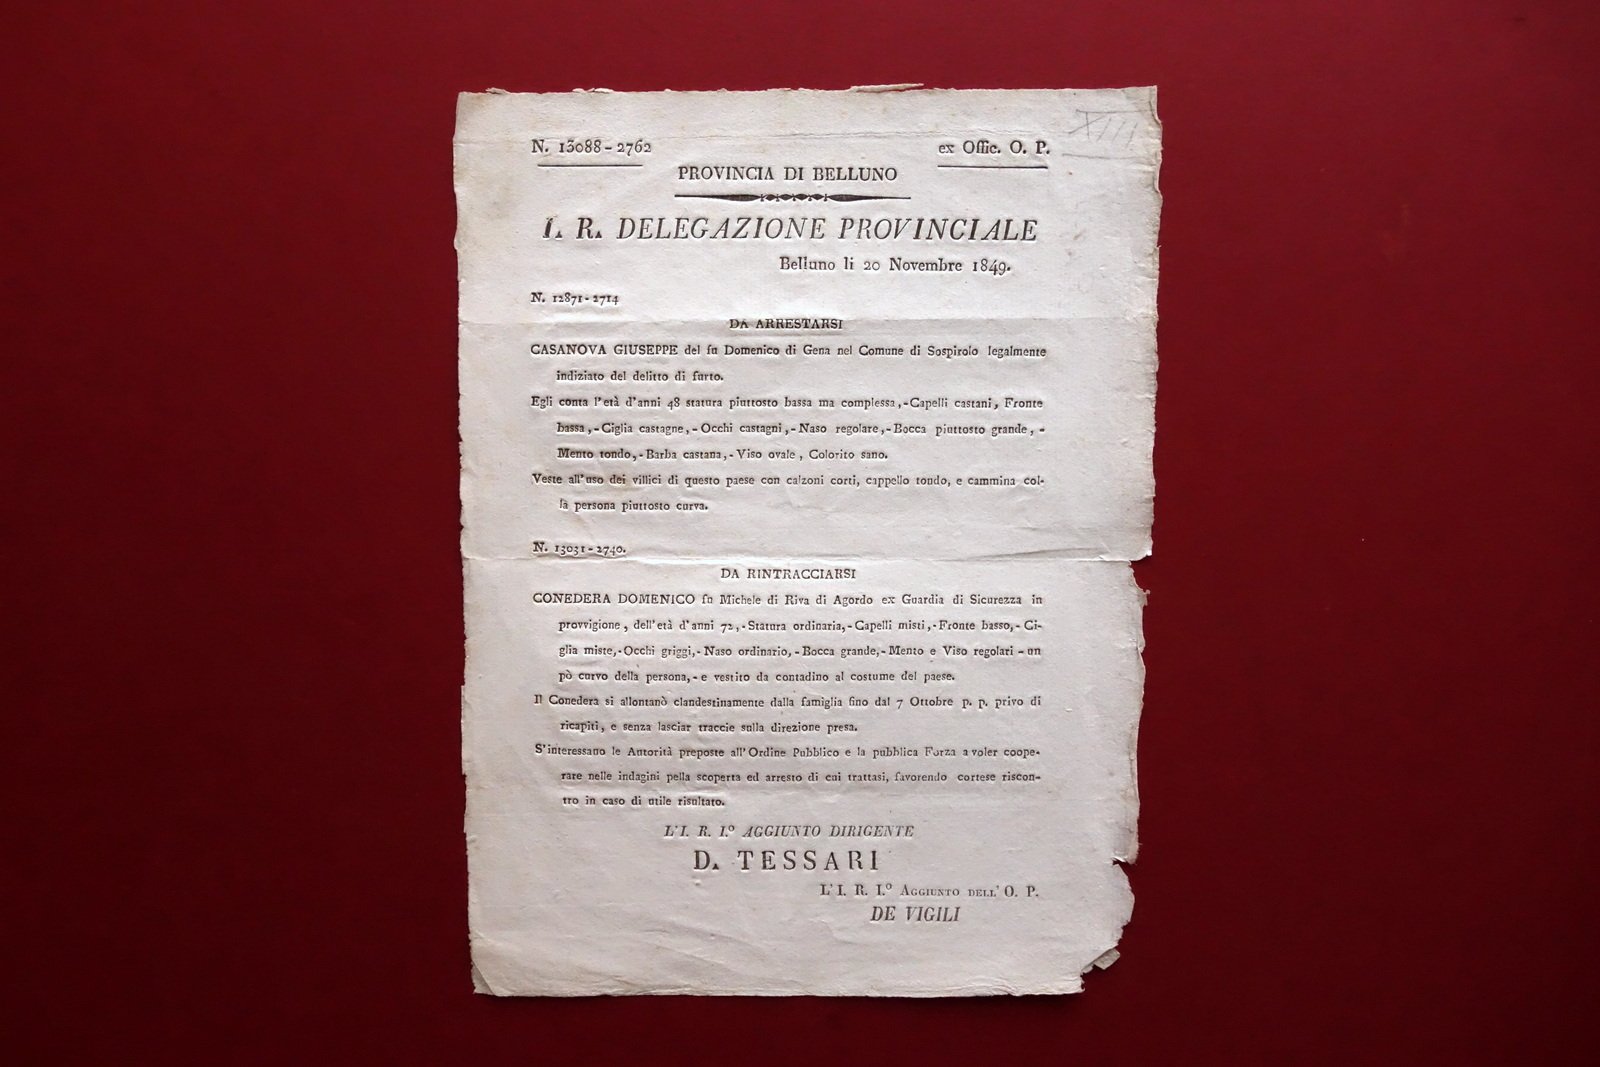 XIII
N. 13088-2762 ex Offic. O. P.
PROVINCIA DI BELLUNO
I. R. DELEGAZIONE PROVINCIALE
Belluno li 20 Novembre 1849.
N. 12871-2714
DA ARRESTARSI
CASANOVA GIUSEPPE del fu Domenico di Gena nel Comune di Sospirolo legalmente
indiziato del delitto di furto.
Egli conta l'età d'anni 48 statura piuttosto bassa ma complessa,-Capelli castani, Fronte
bassa,-Ciglia castagne,-Occhi castagni,-Naso regolare,-Bocca piuttosto grande,-
Mento tondo,-Barba castana,-Viso ovale, Colorito sano.
Veste all'uso dei villici di questo paese con calzoni corti, cappello tondo, e cammina col-
la persona piuttosto curva.
N. 13031-2740.
DA RINTRACCIARSI
CONEDERA DOMENICO fu Michele di Riva di Agordo ex Guardia di Sicurezza in
provvigione, dell'età d'anni 72,-Statura ordinaria,-Capelli misti,-Fronte basso,-Ci-
glia miste,-Occhi griggi,-Naso ordinario,-Bocca grande,-Mento e Viso regolari-un
pò curvo della persona,-e vestito da contadino al costume del paese.
Il Conedera si allontanò clandestinamente dalla famiglia fino dal 7 Ottobre p. p. privo di
ricapiti, e senza lasciar traccie sulla direzione presa.
S'interessano le Autorità preposte all'Ordine Pubblico e la pubblica Forza a voler coope-
rare nelle indagini pella scoperta ed arresto di cui trattasi, favorendo cortese riscon-
tro in caso di utile risultato.
L'I. R. I.º AGGIUNTO DIRIGENTE
D. TESSARI
L'I. R. I.º AGGIUNTO DELL'O. P.
DE VIGILI